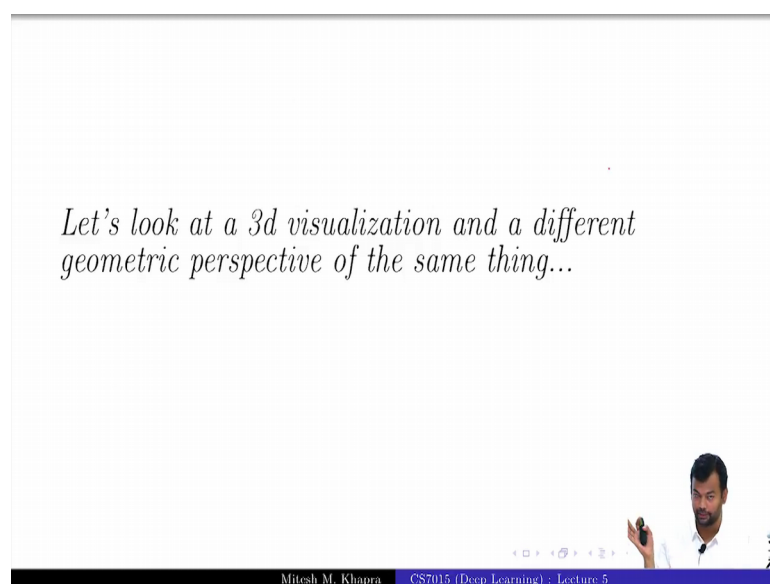 Let's look at a 3d visualization and a different
geometric perspective of the same thing...
Mitesh M. Khapra CS7015 (Deep Learning) : Lecture 5